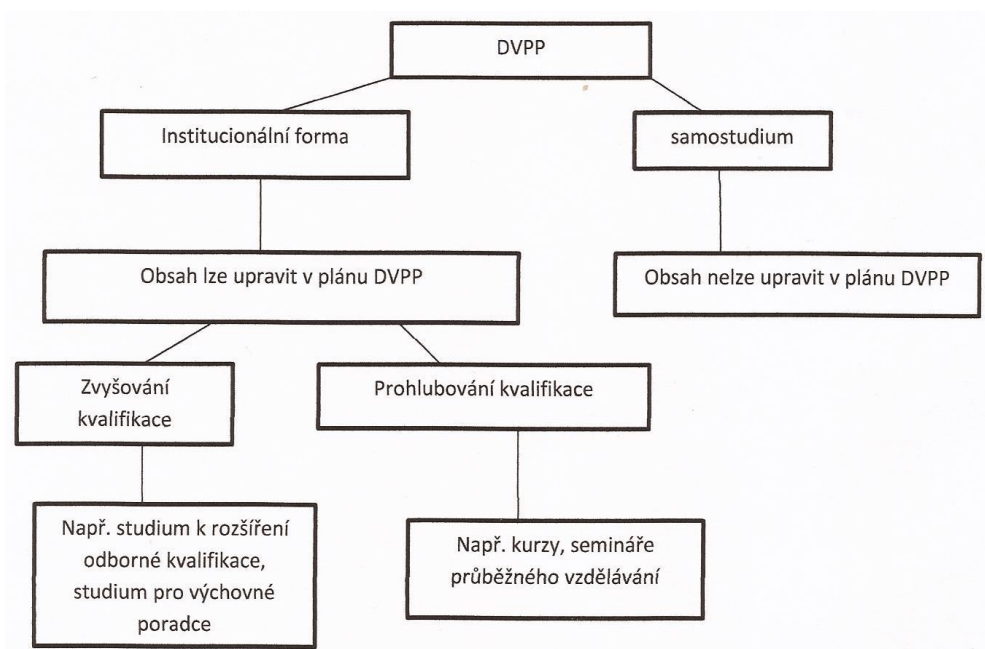 DVPP
Institucionální forma
samostudium
Obsah lze upravit v plánu DVPP
Obsah nelze upravit v plánu DVPP
Zvyšování
kvalifikace
Prohlubování kvalifikace
Např. studium k rozšíření
odborné kvalifikace,
studium pro výchovné
poradce
Např. kurzy, semináře
průběžného vzdělávání